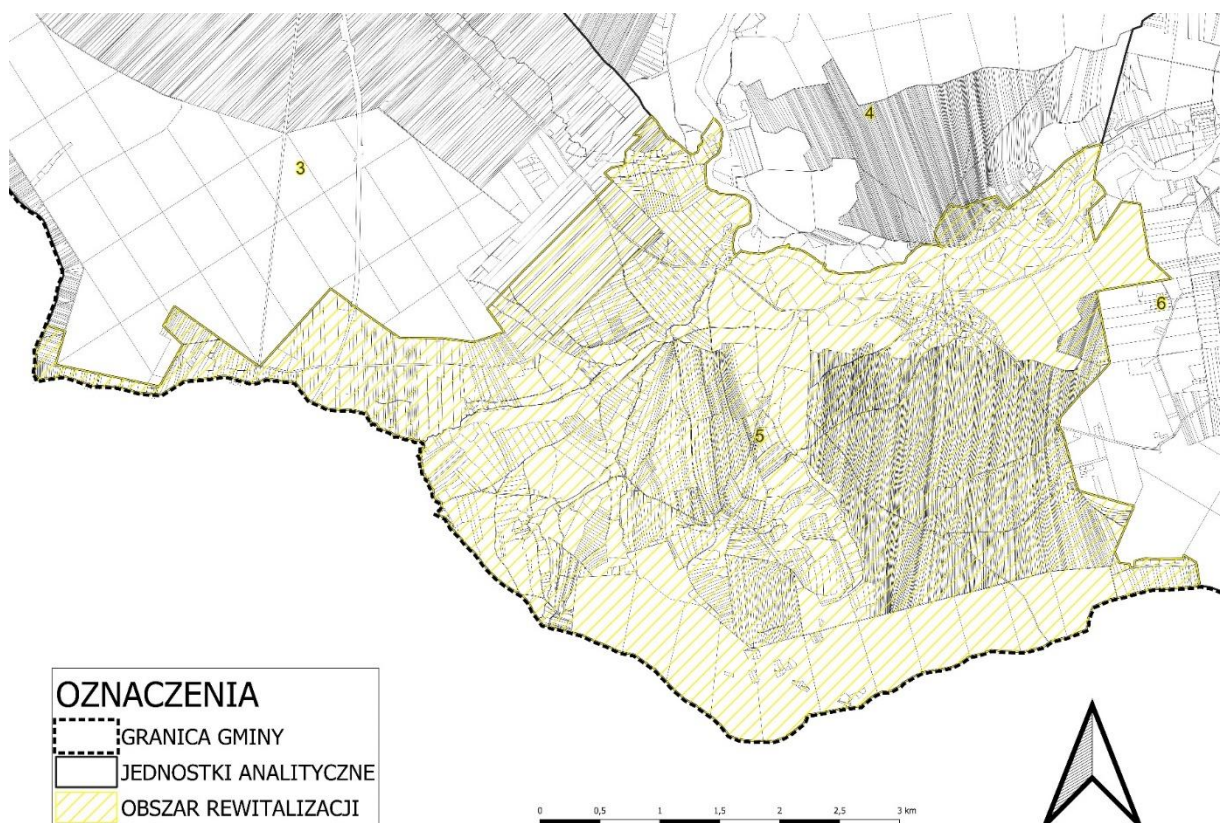 4
3
6
5
OZNACZENIA
GRANICA GMINY
JEDNOSTKI ANALITYCZNE
OBSZAR REWITALIZACJI
0 0,5 1 1,5 2 2,5 3 km